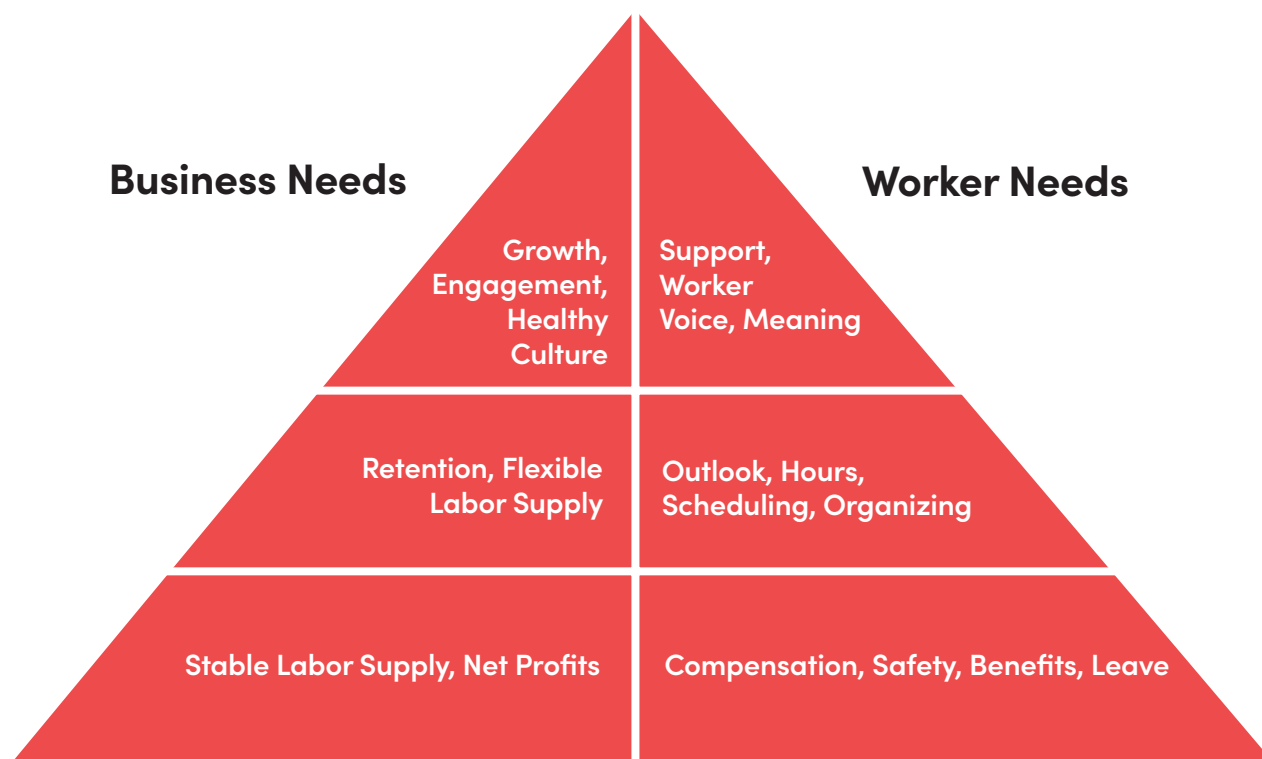 Business Needs
Worker Needs
Growth,
Engagement,
Healthy
Culture
Support,
Worker
Voice, Meaning
Retention, Flexible
Labor Supply
Outlook, Hours,
Scheduling, Organizing
Stable Labor Supply, Net Profits
Compensation, Safety, Benefits, Leave